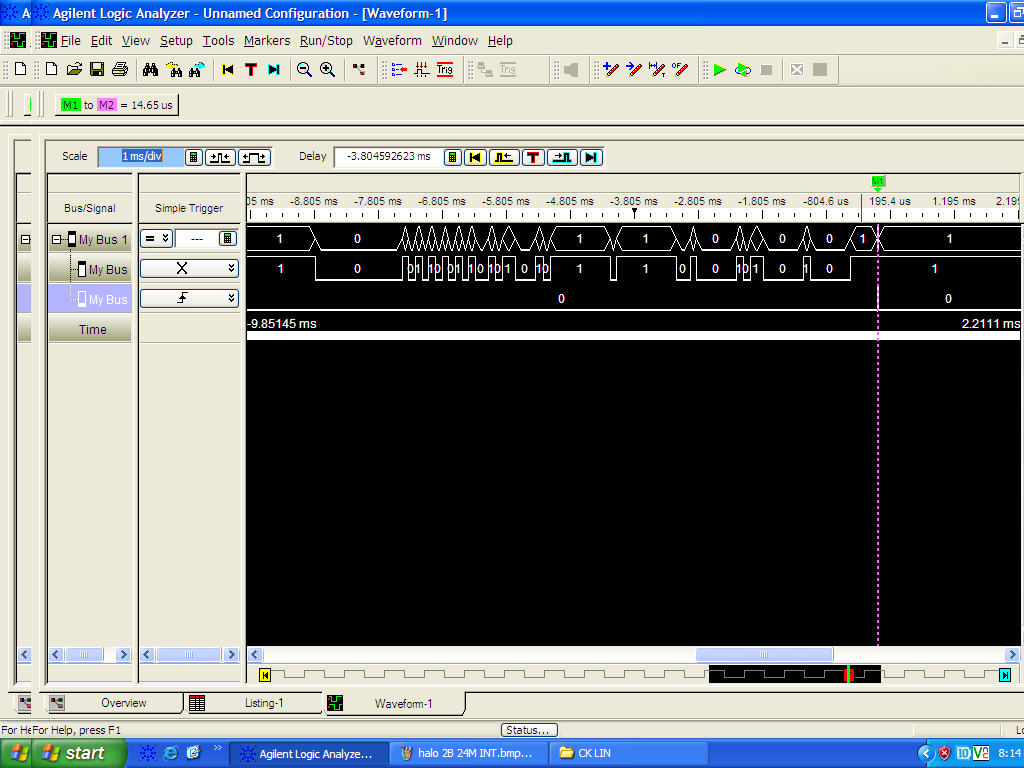 A Agilent Logic Analyzer - Unnamed Configuration - [Waveform-1]
File Edit View Setup Tools Markers Run/Stop Waveform Window Help
T Trig Trig
M1 to M2 = 14.65 us
Scale 1 ms/div Delay -3.804592623 ms T
M1
Bus/Signal Simple Trigger 05 ms -8.805 ms -7.805 ms -6.805 ms -5.805 ms -4.805 ms -3.805 ms -2.805 ms -1.805 ms -804.6 us 195.4 us 1.195 ms 2.195
My Bus 1 = --- 1 0 1 1 0 0 0 1 1
My Bus X 1 0 0 1 1 0 0 1 1 0 1 0 1 0 1 0 1 1 0 0 1 0 1 0 1 0 1
My Bus 0 0
Time -9.85145 ms 2.2111 ms
Overview Listing-1 Waveform-1
For He For Help, press F1 Status... Lo
start Agilent Logic Analyze... halo 2B 24M INT.bmp... CK LIN 8:14